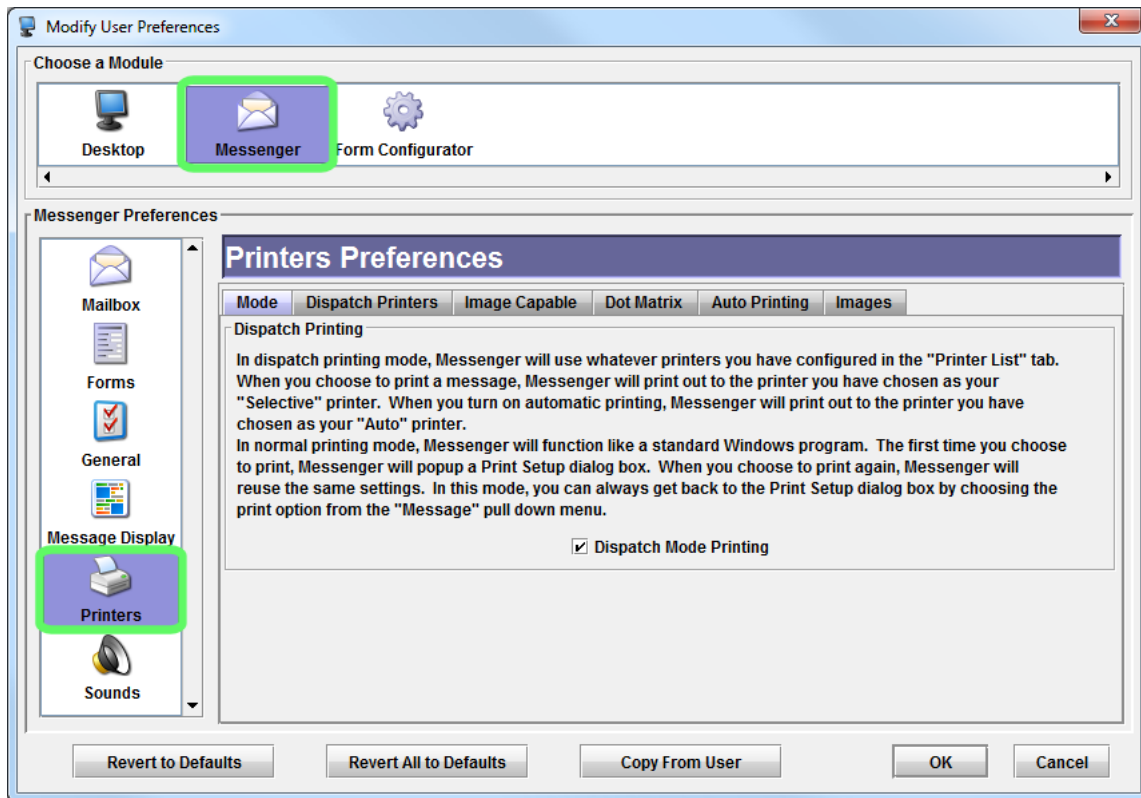 Modify User Preferences
Choose a Module
Desktop
Messenger
Form Configurator
Messenger Preferences
Mailbox
Forms
General
Message Display
Printers
Sounds
Printers Preferences
Mode
Dispatch Printers
Image Capable
Dot Matrix
Auto Printing
Images
Dispatch Printing
In dispatch printing mode, Messenger will use whatever printers you have configured in the "Printer List" tab.
When you choose to print a message, Messenger will print out to the printer you have chosen as your
"Selective" printer.  When you turn on automatic printing, Messenger will print out to the printer you have
chosen as your "Auto" printer.
In normal printing mode, Messenger will function like a standard Windows program.  The first time you choose
to print, Messenger will popup a Print Setup dialog box.  When you choose to print again, Messenger will
reuse the same settings.  In this mode, you can always get back to the Print Setup dialog box by choosing the
print option from the "Message" pull down menu.
Dispatch Mode Printing
Revert to Defaults
Revert All to Defaults
Copy From User
OK
Cancel